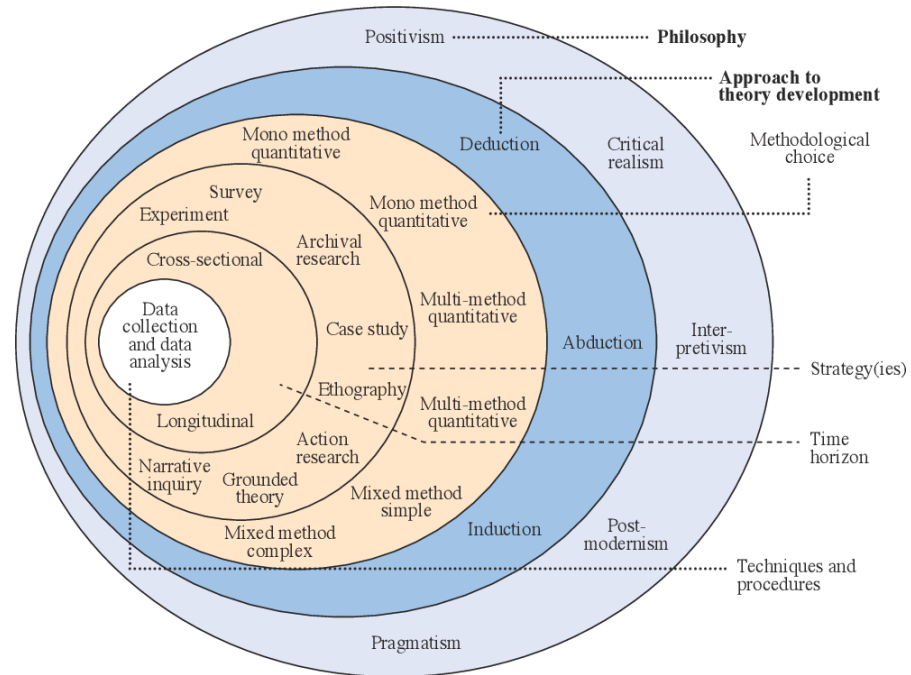 Positivism
Philosophy
Approach to
theory development
Deduction
Critical
realism
Methodological
choice
Mono method
quantitative
Mono method
quantitative
Survey
Experiment
Archival
research
Cross-sectional
Data
collection
and data
analysis
Multi-method
quantitative
Case study
Abduction
Inter-
pretivism
Strategy(ies)
Ethography
Multi-method
quantitative
Longitudinal
Time
horizon
Action
research
Narrative
inquiry
Grounded
theory
Mixed method
simple
Mixed method
complex
Induction
Post-
modernism
Techniques and
procedures
Pragmatism